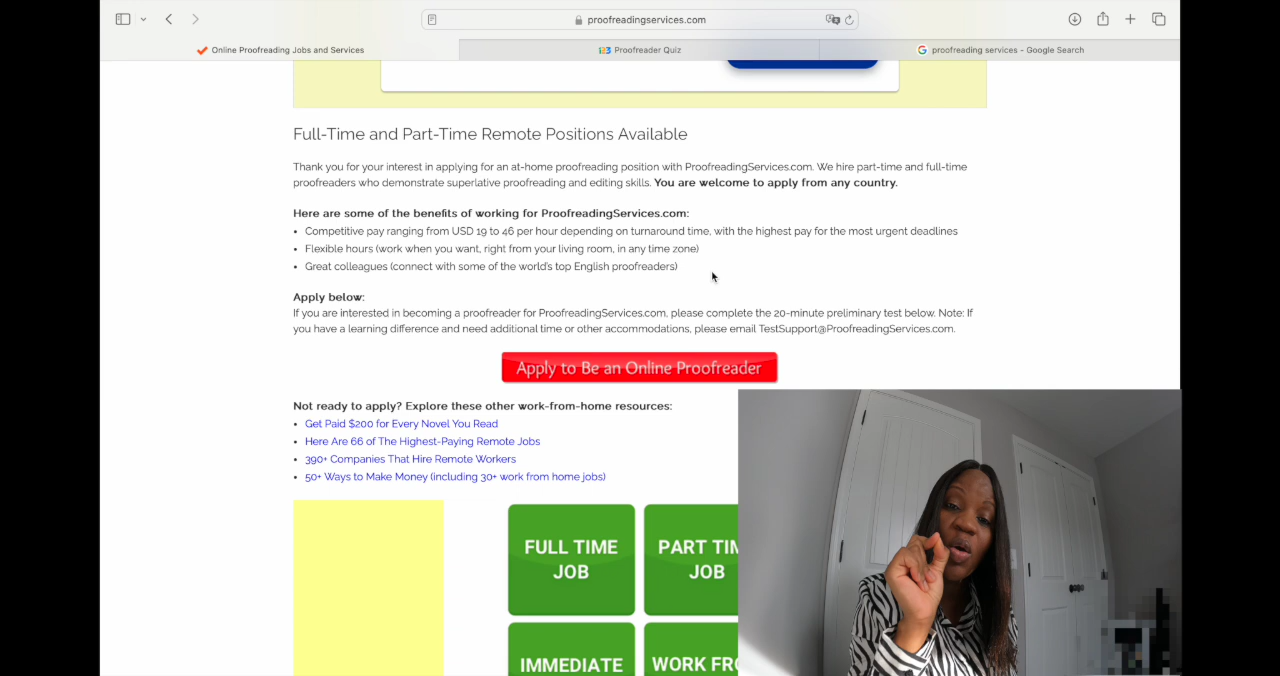 proofreadingservices.com
Online Proofreading Jobs and Services
Proofreader Quiz
proofreading services - Google Search
Full-Time and Part-Time Remote Positions Available
Thank you for your interest in applying for an at-home proofreading position with ProofreadingServices.com. We hire part-time and full-time
proofreaders who demonstrate superlative proofreading and editing skills. You are welcome to apply from any country.
Here are some of the benefits of working for ProofreadingServices.com:
• Competitive pay ranging from USD 19 to 46 per hour depending on turnaround time, with the highest pay for the most urgent deadlines
• Flexible hours (work when you want, right from your living room, in any time zone)
• Great colleagues (connect with some of the world's top English proofreaders)
Apply below:
If you are interested in becoming a proofreader for ProofreadingServices.com, please complete the 20-minute preliminary test below. Note: If
you have a learning difference and need additional time or other accommodations, please email TestSupport@ProofreadingServices.com.
Apply to Be an Online Proofreader
Not ready to apply? Explore these other work-from-home resources:
• Get Paid $200 for Every Novel You Read
• Here Are 66 of The Highest-Paying Remote Jobs
• 390+ Companies That Hire Remote Workers
• 50+ Ways to Make Money (including 30+ work from home jobs)
FULL TIME
JOB
PART TIM
JOB
IMMEDIATE
WORK FRO